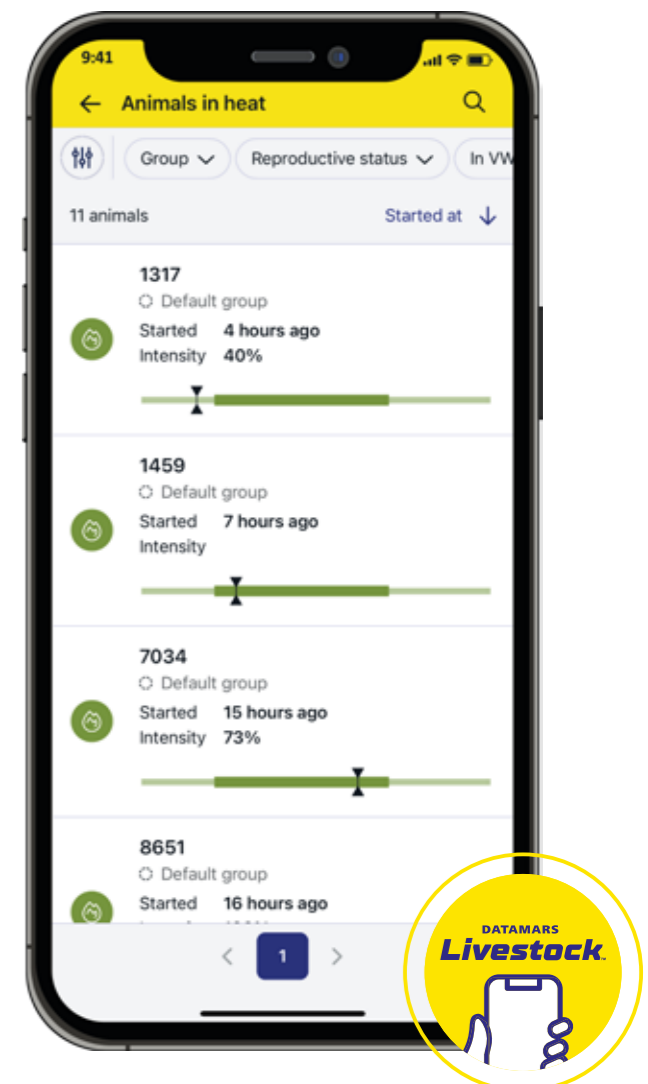 9:41
Animals in heat
Group
Reproductive status
In VW
11 animals
Started at
1317
Default group
Started 4 hours ago
Intensity 40%
1459
Default group
Started 7 hours ago
Intensity
7034
Default group
Started 15 hours ago
Intensity 73%
8651
Default group
Started 16 hours ago
1
DATAMARS
Livestock